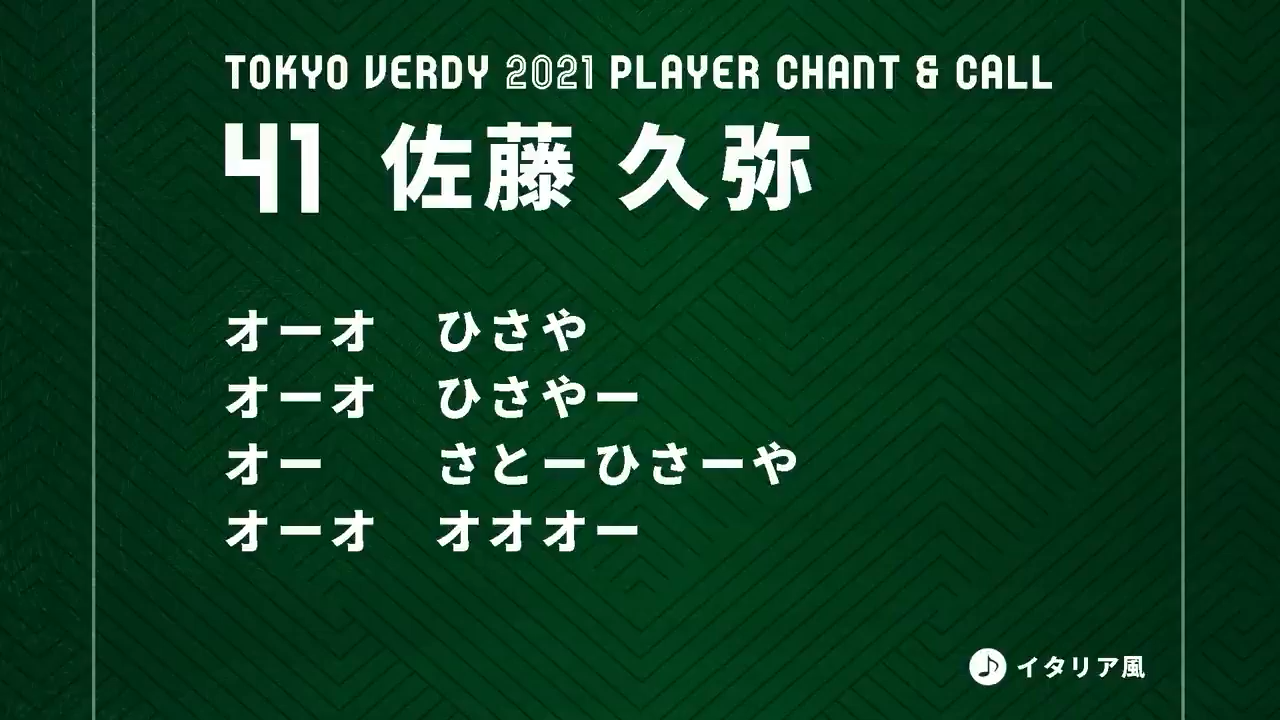 TOKYO VERDY 2021 PLAYER CHANT & CALL
41 佐藤 久弥
オーオ ひさや
オーオ ひさやー
オー さとーひさーや
オーオ オオオー
イタリア風